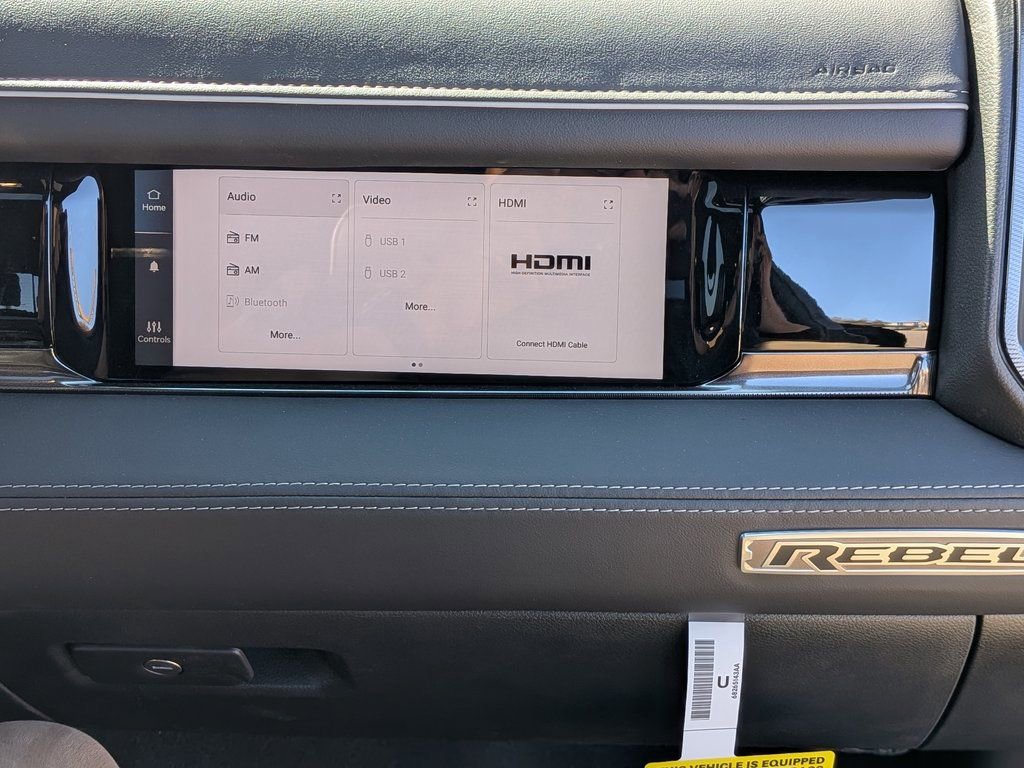 AIRBAG
Home
Controls
Audio
FM
AM
Bluetooth
More...
Video
USB 1
USB 2
More...
HDMI
HDMI
HIGH-DEFINITION MULTIMEDIA INTERFACE
Connect HDMI Cable
REBEL
U
68265143AA
THIS VEHICLE IS EQUIPPED